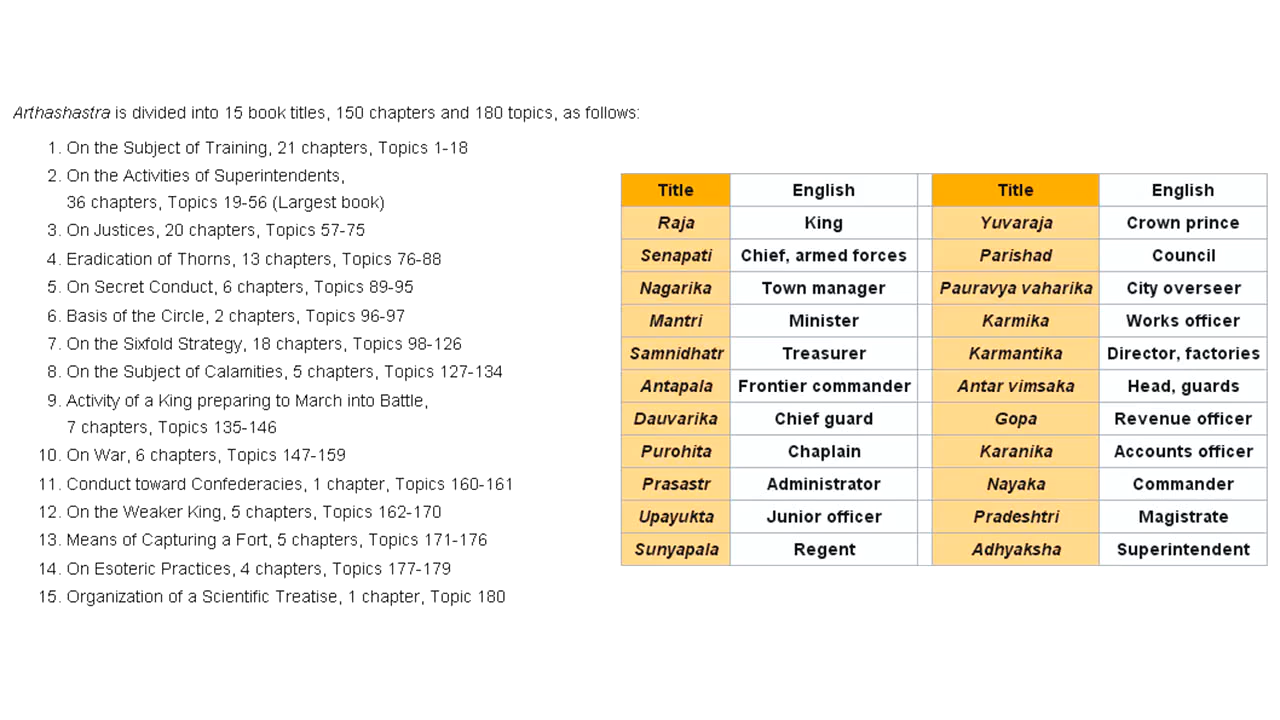 Arthashastra is divided into 15 book titles, 150 chapters and 180 topics, as follows:
1. On the Subject of Training, 21 chapters, Topics 1-18
2. On the Activities of Superintendents,
36 chapters, Topics 19-56 (Largest book)
3. On Justices, 20 chapters, Topics 57-75
4. Eradication of Thorns, 13 chapters, Topics 76-88
5. On Secret Conduct, 6 chapters, Topics 89-95
6. Basis of the Circle, 2 chapters, Topics 96-97
7. On the Sixfold Strategy, 18 chapters, Topics 98-126
8. On the Subject of Calamities, 5 chapters, Topics 127-134
9. Activity of a King preparing to March into Battle,
7 chapters, Topics 135-146
10. On War, 6 chapters, Topics 147-159
11. Conduct toward Confederacies, 1 chapter, Topics 160-161
12. On the Weaker King, 5 chapters, Topics 162-170
13. Means of Capturing a Fort, 5 chapters, Topics 171-176
14. On Esoteric Practices, 4 chapters, Topics 177-179
15. Organization of a Scientific Treatise, 1 chapter, Topic 180
Title English Title English
Raja King Yuvaraja Crown prince
Senapati Chief, armed forces Parishad Council
Nagarika Town manager Pauravya vaharika City overseer
Mantri Minister Karmika Works officer
Samnidhatr Treasurer Karmantika Director, factories
Antapala Frontier commander Antar vimsaka Head, guards
Dauvarika Chief guard Gopa Revenue officer
Purohita Chaplain Karanika Accounts officer
Prasastr Administrator Nayaka Commander
Upayukta Junior officer Pradeshtri Magistrate
Sunyapala Regent Adhyaksha Superintendent